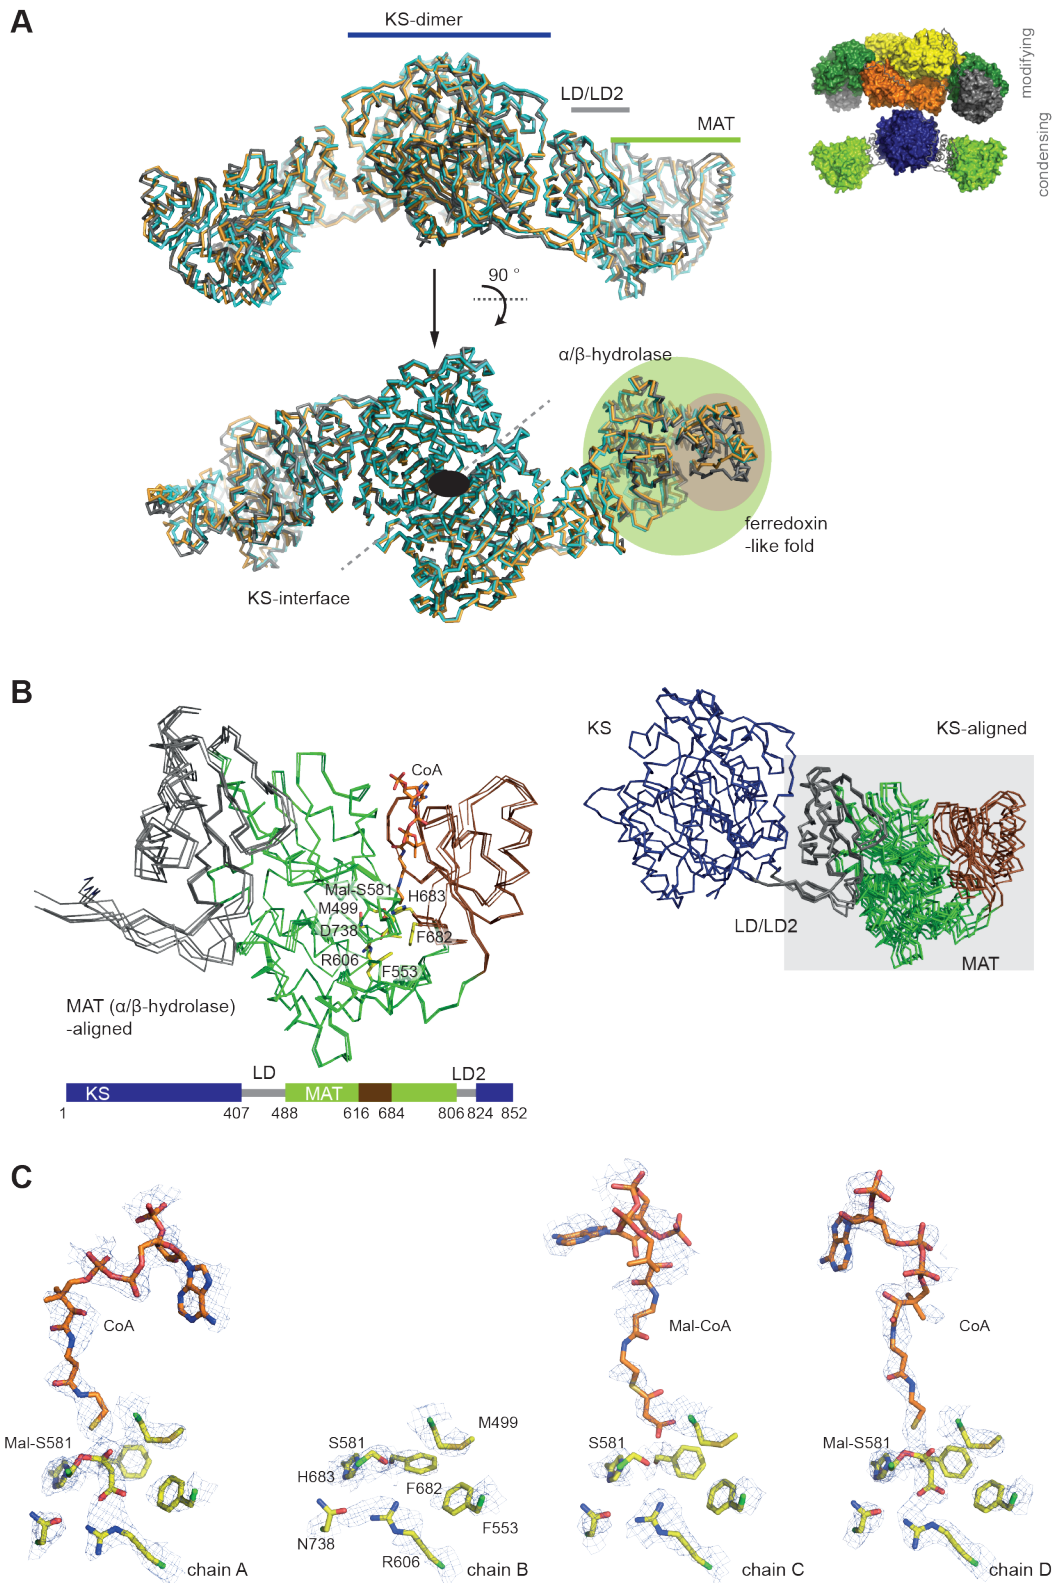 A
KS-dimer
LD/LD2
MAT
modifying
condensing
90 °
α/β-hydrolase
ferredoxin
-like fold
KS-interface
B
CoA
Mal-S581
H683
M499
D738
F682
R606
F553
MAT (α/β-hydrolase)
-aligned
KS
KS-aligned
LD/LD2
MAT
LD
LD2
KS
MAT
1
407
488
616
684
806
824
852
C
CoA
Mal-S581
chain A
M499
S581
H683
F682
F553
N738
R606
chain B
Mal-CoA
S581
chain C
CoA
Mal-S581
chain D